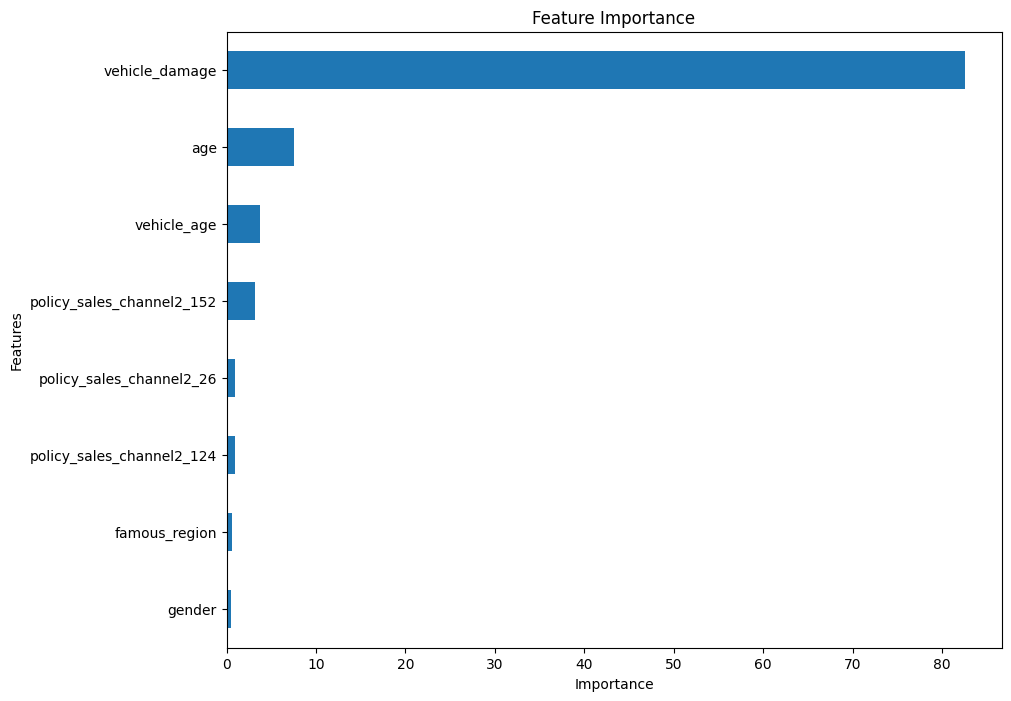 Feature Importance
vehicle_damage
age
vehicle_age
policy_sales_channel2_152
policy_sales_channel2_26
policy_sales_channel2_124
famous_region
gender
Features
0 10 20 30 40 50 60 70 80
Importance